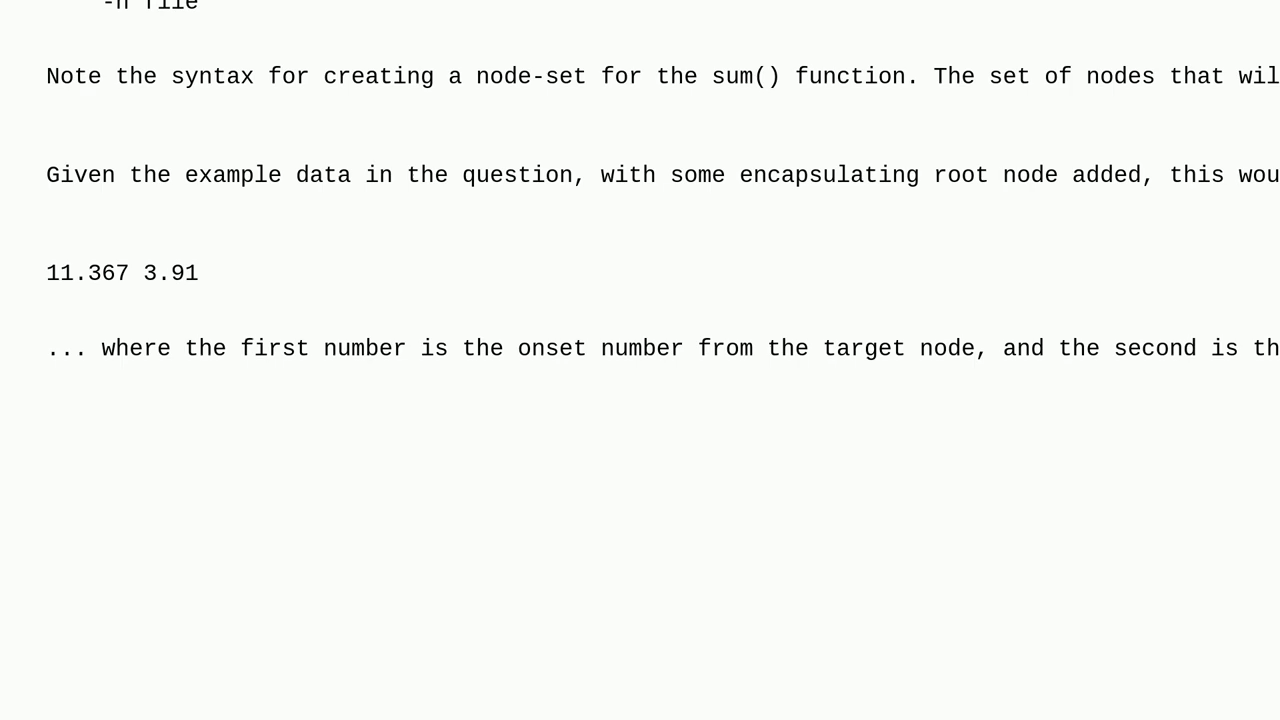 -n file
Note the syntax for creating a node-set for the sum() function. The set of nodes that wil
Given the example data in the question, with some encapsulating root node added, this wou
11.367 3.91
... where the first number is the onset number from the target node, and the second is th